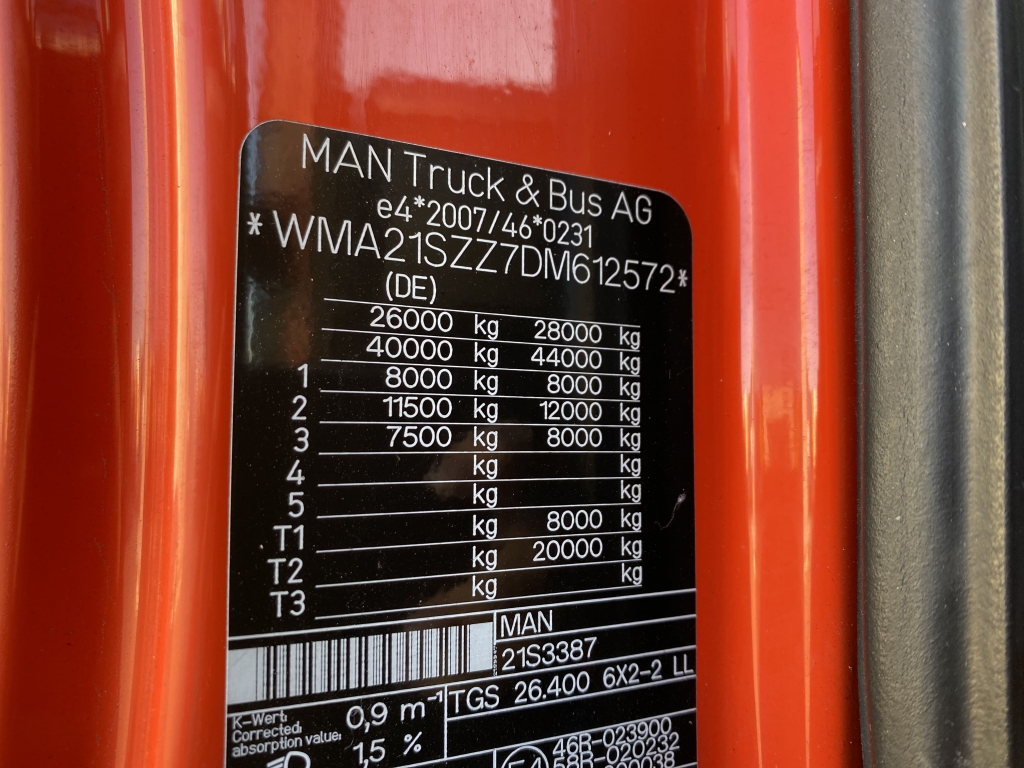 MAN Truck & Bus AG
e4*2007/46*0231
*WMA21SZZ7DM612572*
(DE)
26000 kg 28000 kg
40000 kg 44000 kg
1 8000 kg 8000 kg
2 11500 kg 12000 kg
3 7500 kg 8000 kg
4 kg kg
5 kg kg
T1 kg 8000 kg
T2 kg 20000 kg
T3 kg kg
MAN
21S3387
TGS 26.400 6X2-2 LL
K-Wert:
Corrected
absorption value:
0,9 m⁻¹
1,5 %
E4
46R-023900
58R-020232